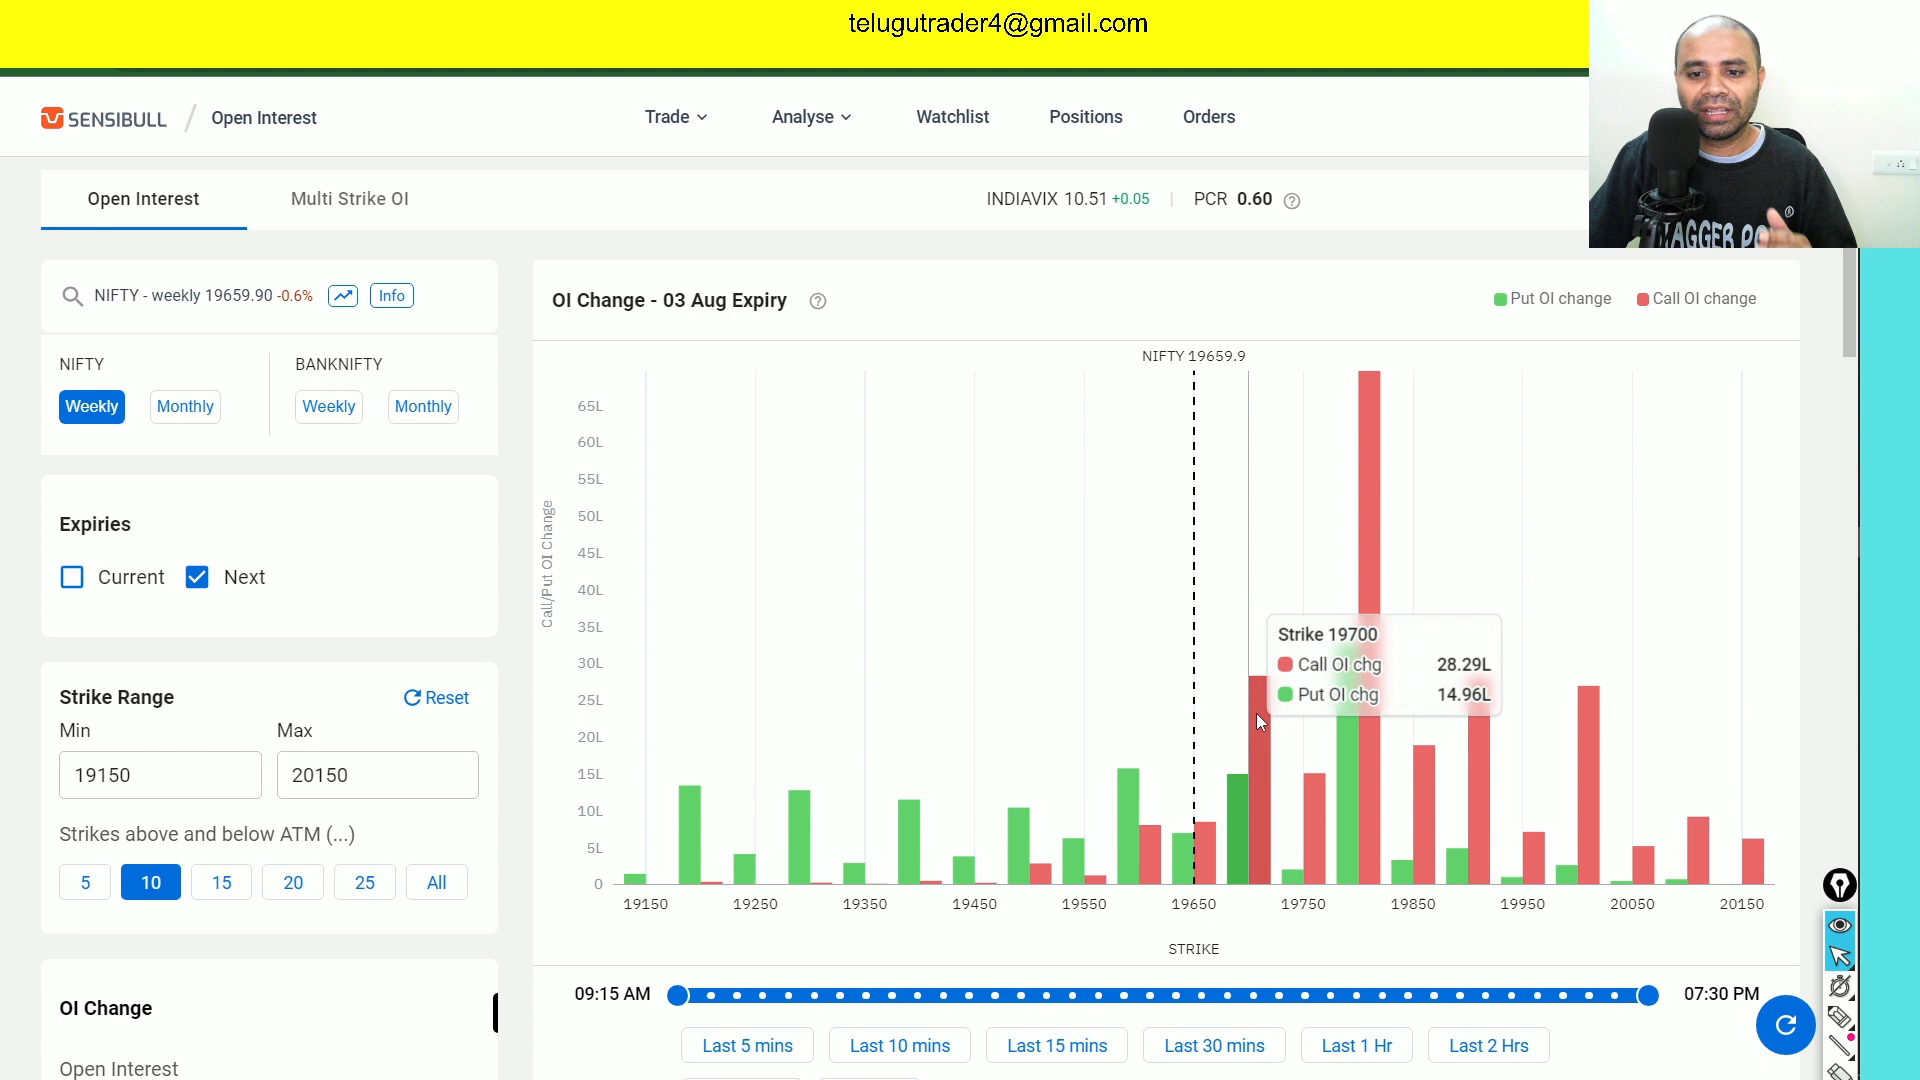 telugutrader4@gmail.com
SENSIBULL / Open Interest
Trade
Analyse
Watchlist
Positions
Orders
Open Interest
Multi Strike OI
INDIAVIX 10.51 +0.05 | PCR 0.60
NIFTY - weekly 19659.90 -0.6%
Info
NIFTY
BANKNIFTY
Weekly
Monthly
Weekly
Monthly
Expiries
Current
Next
Strike Range
Reset
Min
Max
19150
20150
Strikes above and below ATM (...)
5
10
15
20
25
All
OI Change
Open Interest
OI Change - 03 Aug Expiry
Put OI change
Call OI change
NIFTY 19659.9
Call/Put OI Change
65L
60L
55L
50L
45L
40L
35L
30L
25L
20L
15L
10L
5L
0
Strike 19700
Call OI chg 28.29L
Put OI chg 14.96L
19150 19250 19350 19450 19550 19650 19750 19850 19950 20050 20150
STRIKE
09:15 AM
07:30 PM
Last 5 mins
Last 10 mins
Last 15 mins
Last 30 mins
Last 1 Hr
Last 2 Hrs